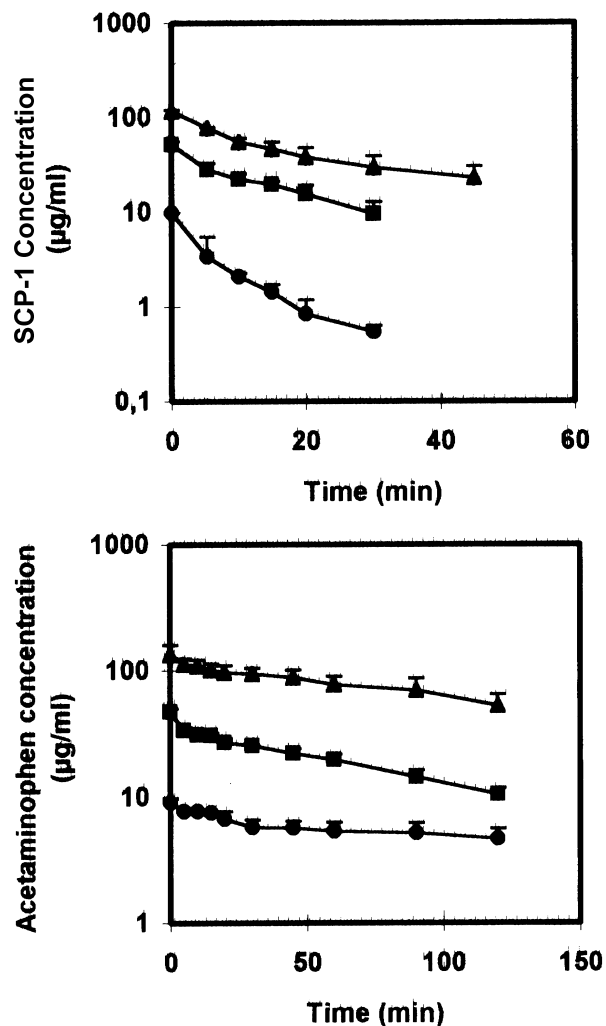 SCP-1 Concentration
(µg/ml)
1000
100
10
1
0,1
0
20
40
60
Time (min)
Acetaminophen concentration
(µg/ml)
1000
100
10
1
0
50
100
150
Time (min)